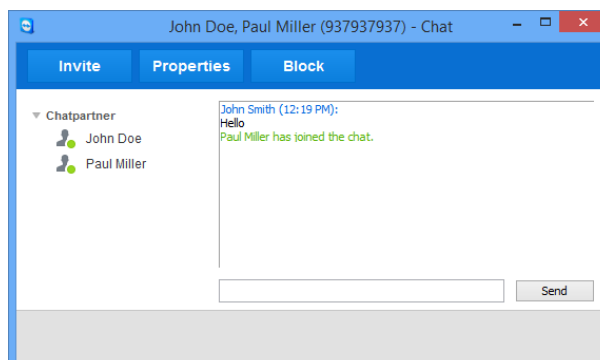 John Doe, Paul Miller (937937937) - Chat
Invite Properties Block
Chatpartner
John Doe
Paul Miller
John Smith (12:19 PM):
Hello
Paul Miller has joined the chat.
Send